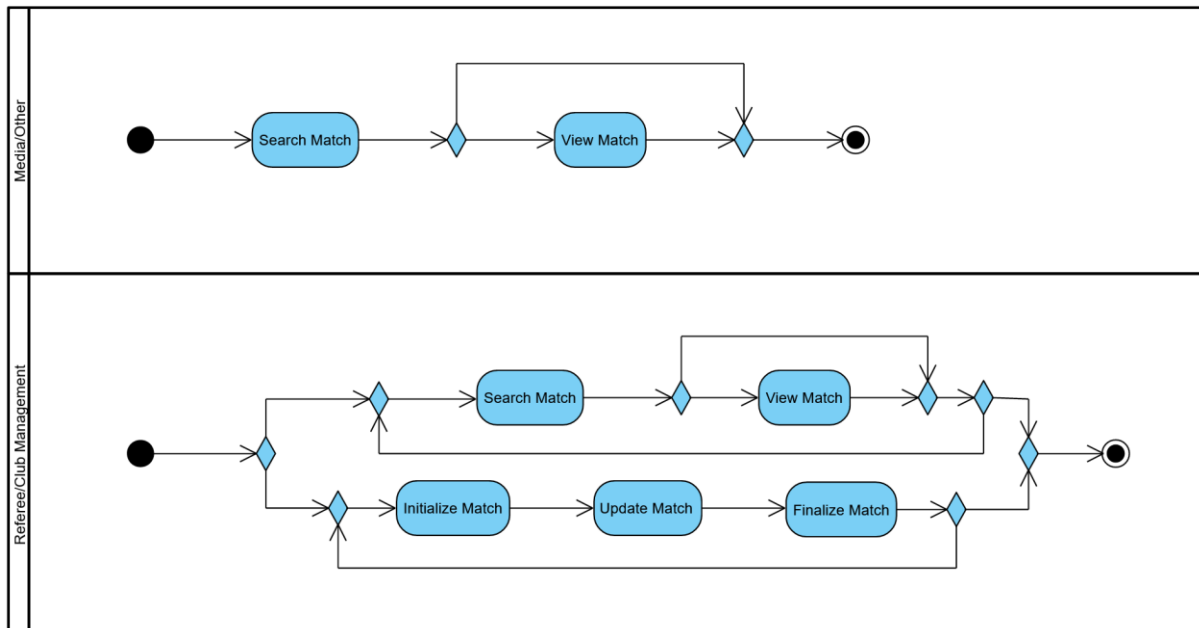 Media/Other
Search Match
View Match
Referee/Club Management
Search Match
View Match
Initialize Match
Update Match
Finalize Match